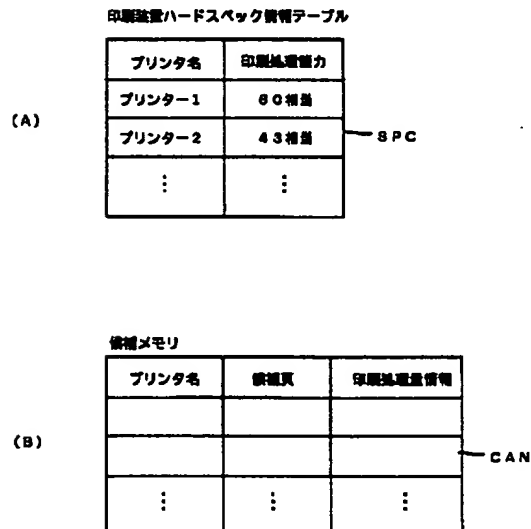 印刷装置ハードスペック情報テーブル
プリンタ名 印刷処理能力
プリンター1 60相当
(A)
プリンター2 43相当
SPC
⋮ ⋮
候補メモリ
プリンタ名 候補頁 印刷処理量情報
(B)
CAN
⋮ ⋮ ⋮